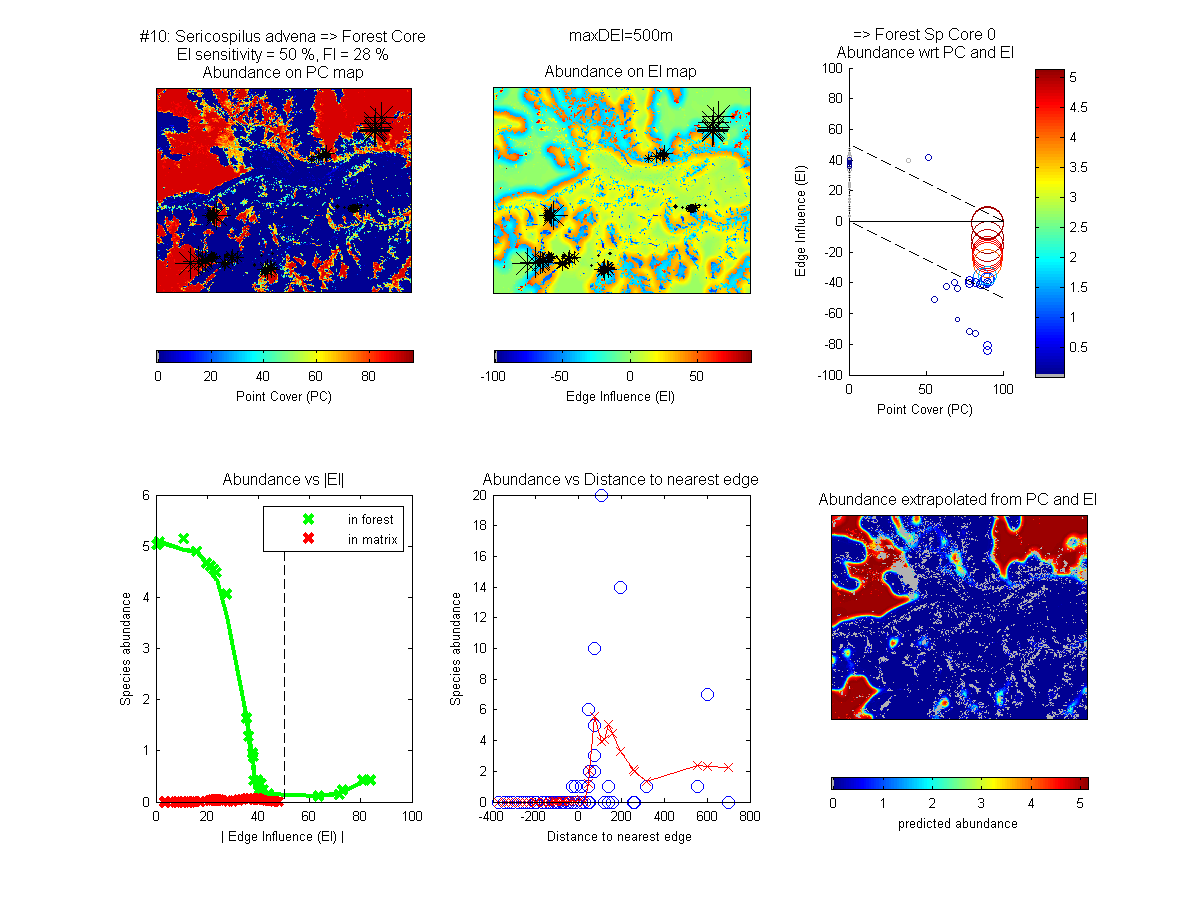 #10: Sericospilus advena => Forest Core
EI sensitivity = 50 %, FI = 28 %
Abundance on PC map
0 20 40 60 80
Point Cover (PC)
maxDEI=500m
Abundance on EI map
-100 -50 0 50
Edge Influence (EI)
=> Forest Sp Core 0
Abundance wrt PC and EI
100
80
60
40
20
0
-20
-40
-60
-80
-100
Edge Influence (EI)
0 50 100
Point Cover (PC)
5
4.5
4
3.5
3
2.5
2
1.5
1
0.5
Abundance vs |EI|
6
5
4
3
2
1
0
Species abundance
in forest
in matrix
0 20 40 60 80 100
| Edge Influence (EI) |
Abundance vs Distance to nearest edge
20
18
16
14
12
10
8
6
4
2
0
Species abundance
-400 -200 0 200 400 600 800
Distance to nearest edge
Abundance extrapolated from PC and EI
0 1 2 3 4 5
predicted abundance